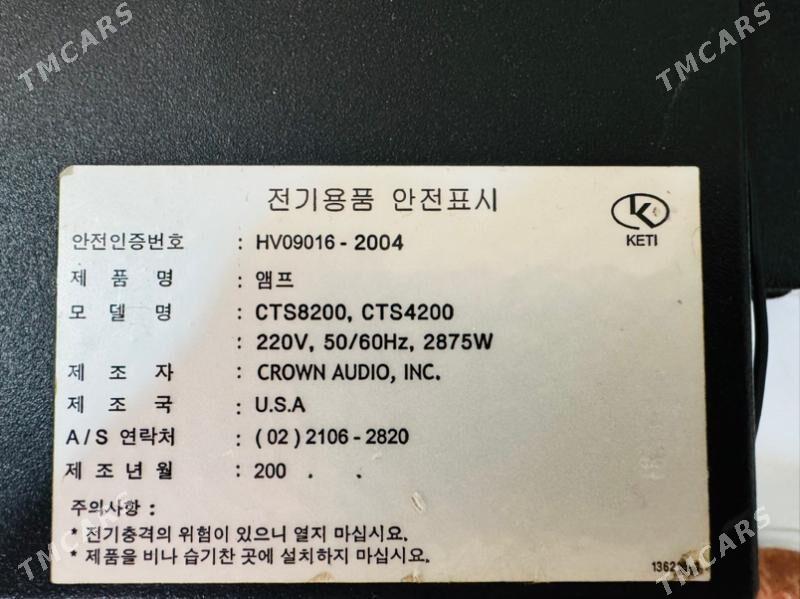 TMCARS
TMCARS
전기용품 안전표시
KETI
안전인증번호 : HV09016 - 2004
제 품 명 : 앰프
모 델 명 : CTS8200, CTS4200
: 220V, 50/60Hz, 2875W
제 조 자 : CROWN AUDIO, INC.
제 조 국 : U.S.A
A/S 연락처 : (02) 2106 - 2820
제 조 년 월 : 200 . .
주의사항 :
* 전기충격의 위험이 있으니 열지 마십시요.
* 제품을 비나 습기찬 곳에 설치하지 마십시요.
TMCARS
TMCARS
TMCARS